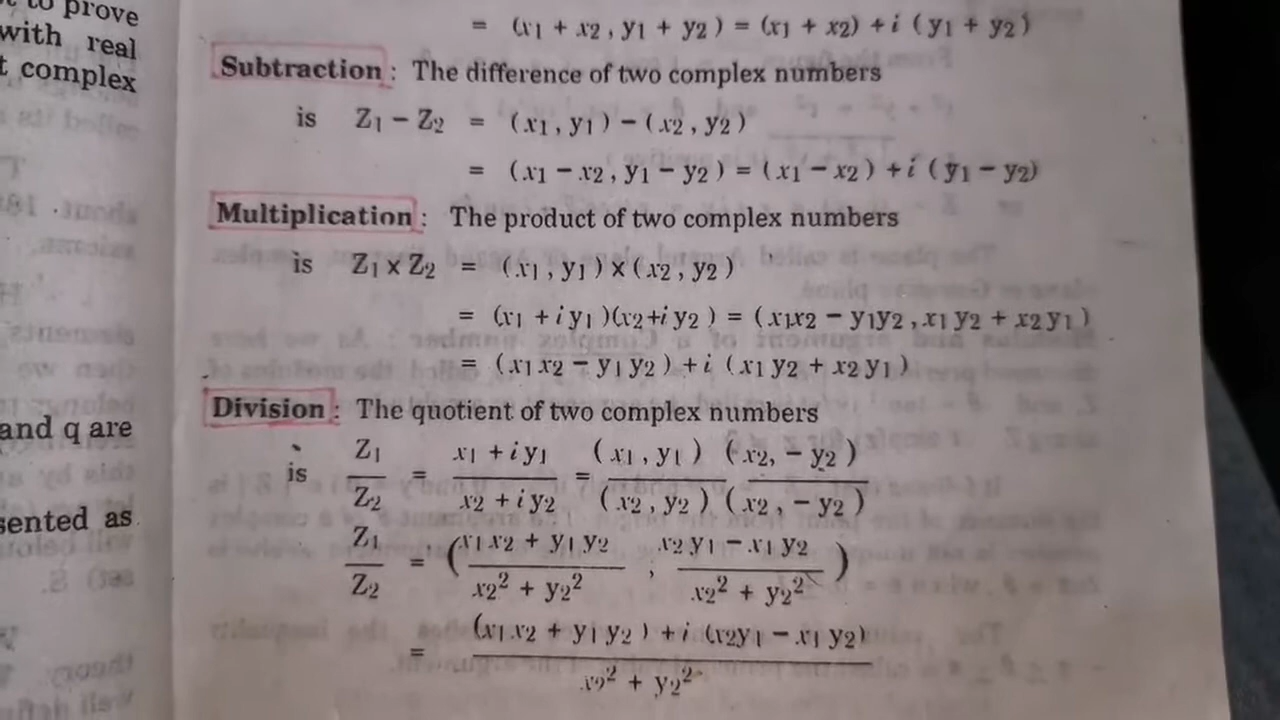 t to prove
with real
t complex
and q are
sented as
= (x1 + x2 , y1 + y2 ) = (x1 + x2) + i ( y1 + y2 )
Subtraction : The difference of two complex numbers
is Z1 − Z2 = (x1 , y1 ) − (x2 , y2 )
= (x1 − x2 , y1 − y2 ) = (x1 − x2 ) + i ( y1 − y2)
Multiplication : The product of two complex numbers
is Z1 x Z2 = (x1 , y1 ) x (x2 , y2 )
= (x1 + i y1 )(x2+i y2 ) = (x1x2 − y1y2 , x1 y2 + x2 y1 )
= (x1 x2 − y1 y2 ) + i (x1 y2 + x2 y1 )
Division : The quotient of two complex numbers
is Z1/Z2 = x1 + i y1 / x2 + i y2 = (x1 , y1 ) (x2, − y2 ) / (x2 , y2 ) (x2 , − y2 )
Z1/Z2 = ( x1 x2 + y1 y2 / x2² + y2² , x2 y1 − x1 y2 / x2² + y2² )
= (x1 x2 + y1 y2 ) + i (x2y1 − x1 y2) / x2² + y2²